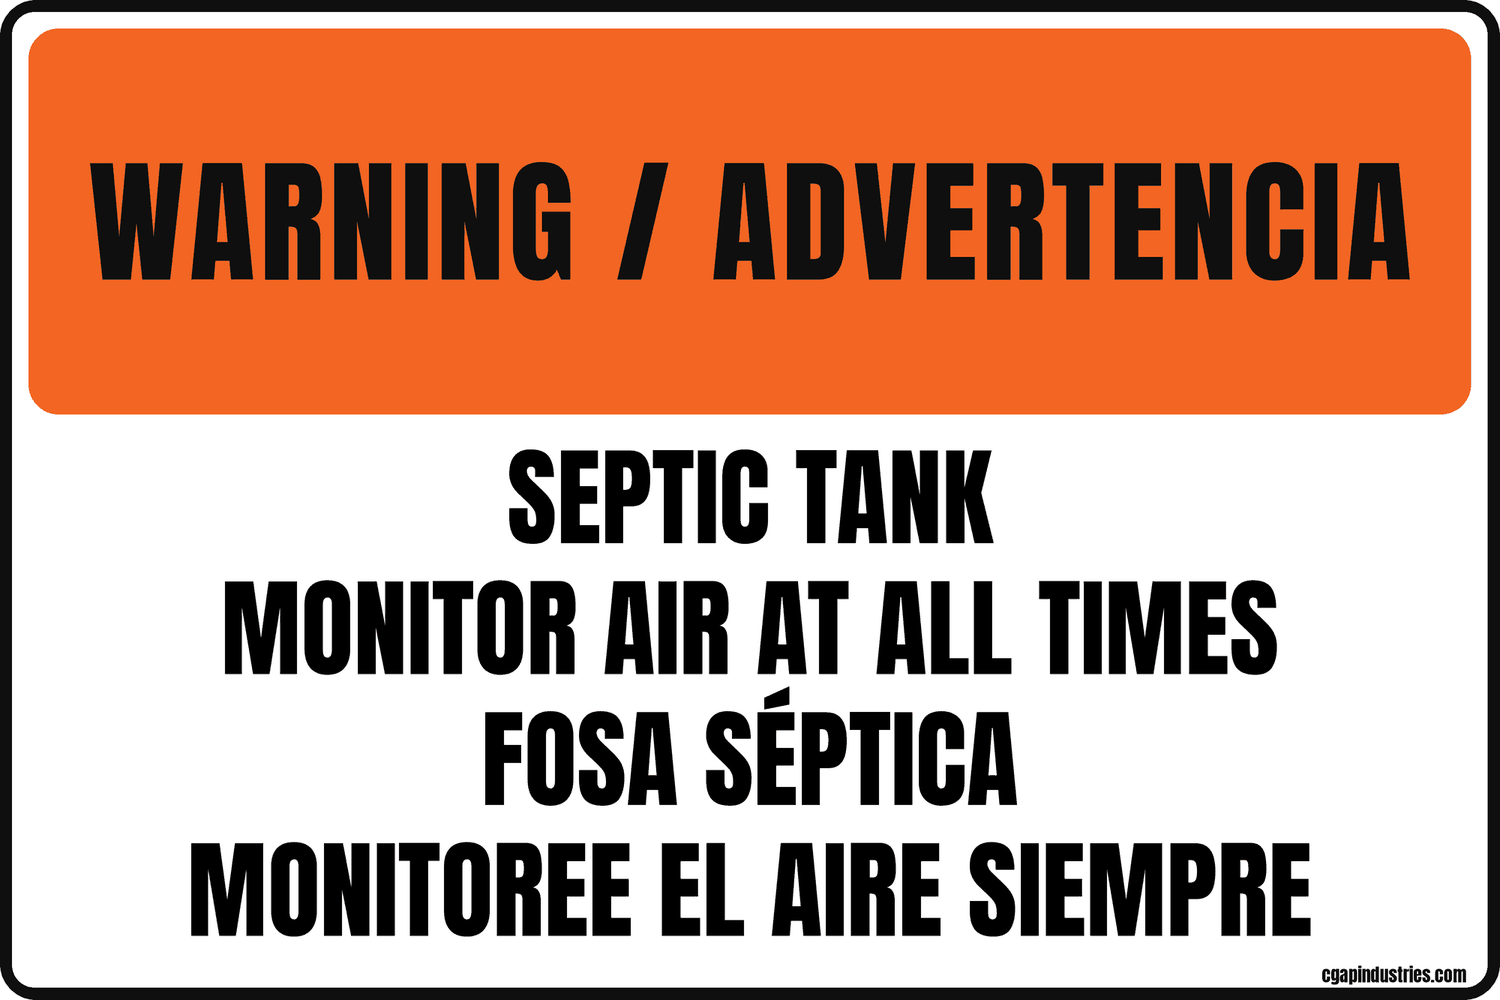 WARNING / ADVERTENCIA
SEPTIC TANK
MONITOR AIR AT ALL TIMES
FOSA SÉPTICA
MONITOREE EL AIRE SIEMPRE
cgapindustries.com